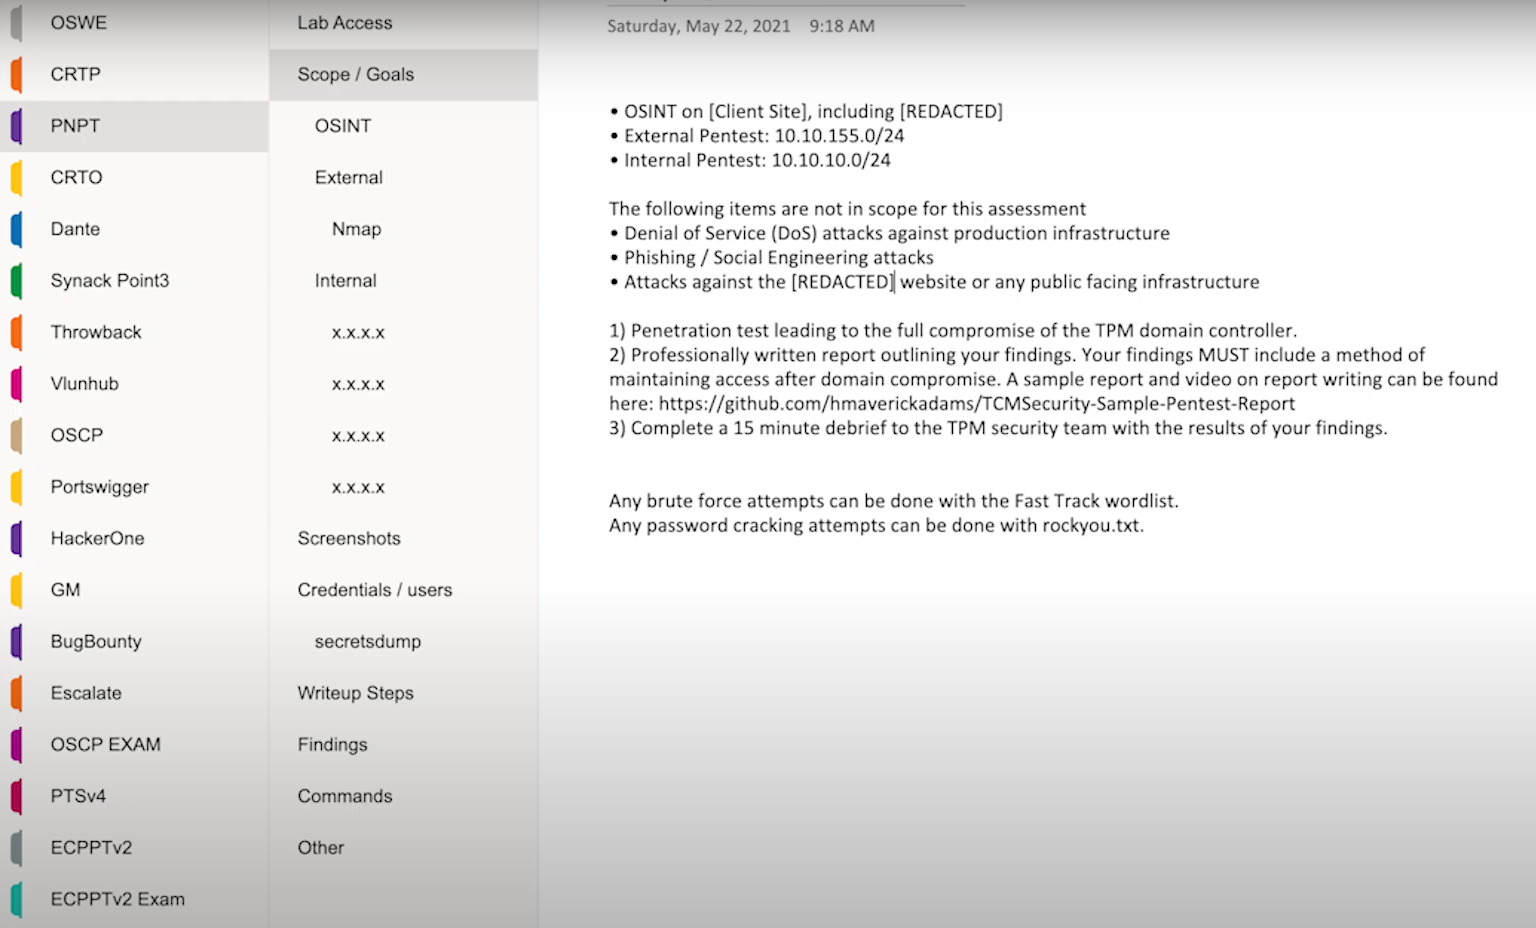 OSWE
CRTP
PNPT
CRTO
Dante
Synack Point3
Throwback
Vlunhub
OSCP
Portswigger
HackerOne
GM
BugBounty
Escalate
OSCP EXAM
PTSv4
ECPPTv2
ECPPTv2 Exam
Lab Access
Scope / Goals
OSINT
External
Nmap
Internal
x.x.x.x
x.x.x.x
x.x.x.x
x.x.x.x
Screenshots
Credentials / users
secretsdump
Writeup Steps
Findings
Commands
Other
Saturday, May 22, 2021 9:18 AM
• OSINT on [Client Site], including [REDACTED]
• External Pentest: 10.10.155.0/24
• Internal Pentest: 10.10.10.0/24
The following items are not in scope for this assessment
• Denial of Service (DoS) attacks against production infrastructure
• Phishing / Social Engineering attacks
• Attacks against the [REDACTED] website or any public facing infrastructure
1) Penetration test leading to the full compromise of the TPM domain controller.
2) Professionally written report outlining your findings. Your findings MUST include a method of
maintaining access after domain compromise. A sample report and video on report writing can be found
here: https://github.com/hmaverickadams/TCMSecurity-Sample-Pentest-Report
3) Complete a 15 minute debrief to the TPM security team with the results of your findings.
Any brute force attempts can be done with the Fast Track wordlist.
Any password cracking attempts can be done with rockyou.txt.